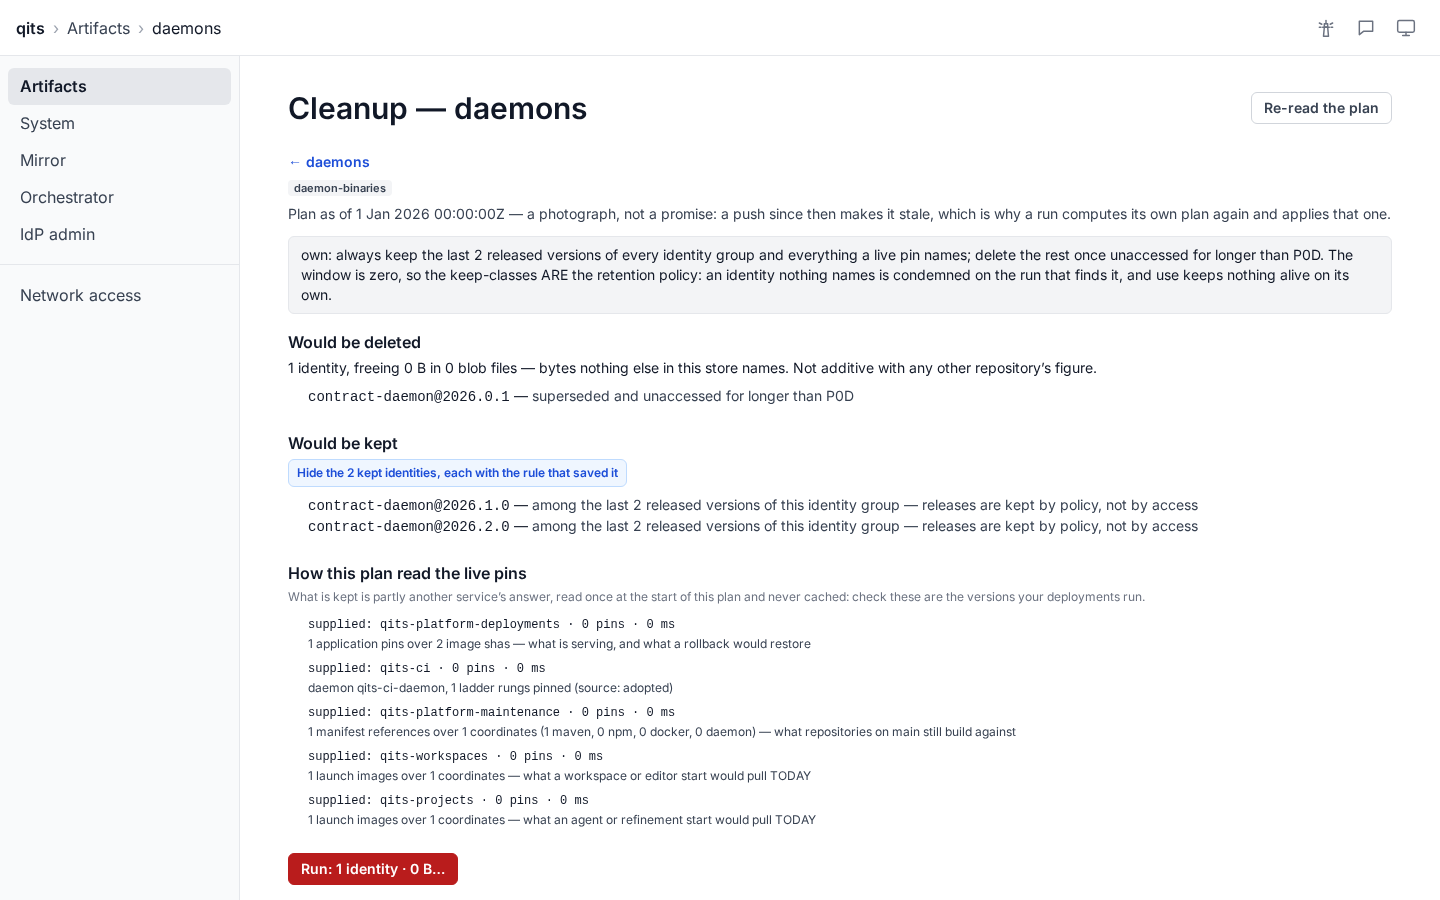 qits › Artifacts › daemons
Artifacts
System
Mirror
Orchestrator
IdP admin
Network access
Cleanup — daemons
Re-read the plan
← daemons
daemon-binaries
Plan as of 1 Jan 2026 00:00:00Z — a photograph, not a promise: a push since then makes it stale, which is why a run computes its own plan again and applies that one.
own: always keep the last 2 released versions of every identity group and everything a live pin names; delete the rest once unaccessed for longer than P0D. The
window is zero, so the keep-classes ARE the retention policy: an identity nothing names is condemned on the run that finds it, and use keeps nothing alive on its
own.
Would be deleted
1 identity, freeing 0 B in 0 blob files — bytes nothing else in this store names. Not additive with any other repository’s figure.
contract-daemon@2026.0.1 — superseded and unaccessed for longer than P0D
Would be kept
Hide the 2 kept identities, each with the rule that saved it
contract-daemon@2026.1.0 — among the last 2 released versions of this identity group — releases are kept by policy, not by access
contract-daemon@2026.2.0 — among the last 2 released versions of this identity group — releases are kept by policy, not by access
How this plan read the live pins
What is kept is partly another service’s answer, read once at the start of this plan and never cached: check these are the versions your deployments run.
supplied: qits-platform-deployments · 0 pins · 0 ms
1 application pins over 2 image shas — what is serving, and what a rollback would restore
supplied: qits-ci · 0 pins · 0 ms
daemon qits-ci-daemon, 1 ladder rungs pinned (source: adopted)
supplied: qits-platform-maintenance · 0 pins · 0 ms
1 manifest references over 1 coordinates (1 maven, 0 npm, 0 docker, 0 daemon) — what repositories on main still build against
supplied: qits-workspaces · 0 pins · 0 ms
1 launch images over 1 coordinates — what a workspace or editor start would pull TODAY
supplied: qits-projects · 0 pins · 0 ms
1 launch images over 1 coordinates — what an agent or refinement start would pull TODAY
Run: 1 identity · 0 B…